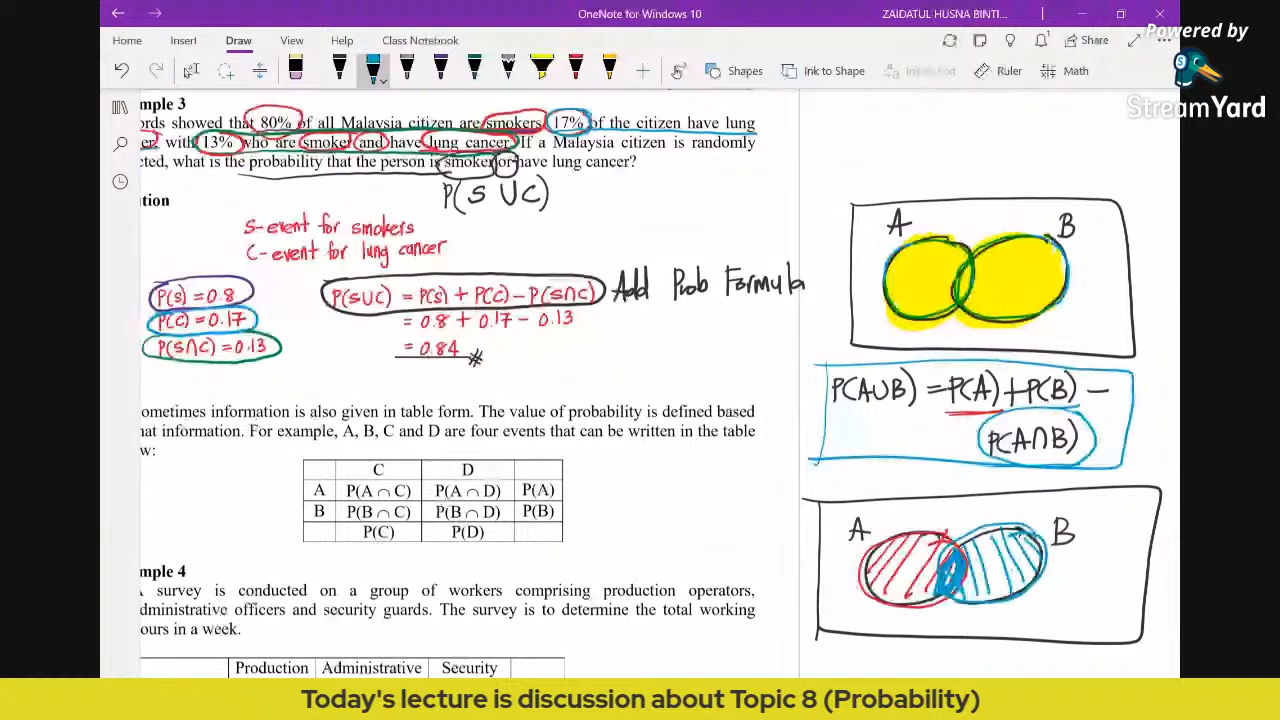 OneNote for Windows 10
ZAIDATUL HUSNA BINTI...
Powered by
StreamYard
Home Insert Draw View Help Class Notebook Share
Shapes Ink to Shape Ink to Text Ruler Math
mple 3
ords showed that 80% of all Malaysia citizen are smokers 17% of the citizen have lung
er with 13% who are smoker and have lung cancer If a Malaysia citizen is randomly
cted, what is the probability that the person is smoker or have lung cancer?
P(S ∪ C)
ution
S-event for smokers
C-event for lung cancer
P(S) = 0.8
P(C) = 0.17
P(S∩C) = 0.13
P(S∪C) = P(S) + P(C) − P(S∩C) Add Prob Formula
= 0.8 + 0.17 − 0.13
= 0.84
A B
P(A∪B) = P(A) + P(B) −
P(A∩B)
A B
ometimes information is also given in table form. The value of probability is defined based
hat information. For example, A, B, C and D are four events that can be written in the table
w:
C D
A P(A ∩ C) P(A ∩ D) P(A)
B P(B ∩ C) P(B ∩ D) P(B)
P(C) P(D)
mple 4
survey is conducted on a group of workers comprising production operators,
dministrative officers and security guards. The survey is to determine the total working
ours in a week.
Production Administrative Security
Today's lecture is discussion about Topic 8 (Probability)